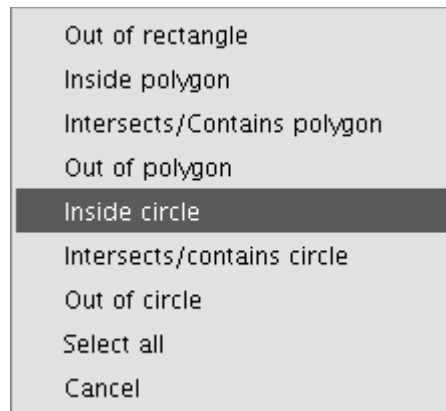 Out of rectangle
Inside polygon
Intersects/Contains polygon
Out of polygon
Inside circle
Intersects/contains circle
Out of circle
Select all
Cancel